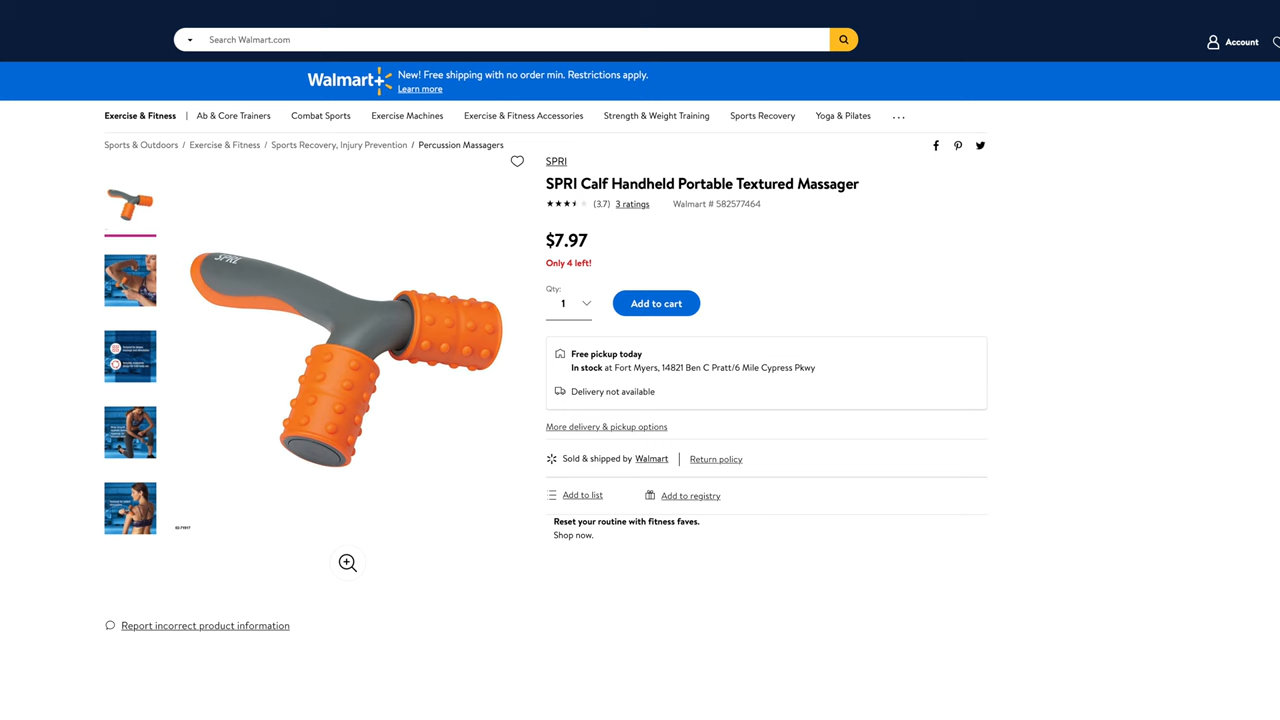 Search Walmart.com
Account
Walmart+
New! Free shipping with no order min. Restrictions apply.
Learn more
Exercise & Fitness | Ab & Core Trainers Combat Sports Exercise Machines Exercise & Fitness Accessories Strength & Weight Training Sports Recovery Yoga & Pilates ...
Sports & Outdoors / Exercise & Fitness / Sports Recovery, Injury Prevention / Percussion Massagers
SPRI
SPRI Calf Handheld Portable Textured Massager
(3.7) 3 ratings Walmart # 582577464
$7.97
Only 4 left!
Qty:
1
Add to cart
SPRI
Free pickup today
In stock at Fort Myers, 14821 Ben C Pratt/6 Mile Cypress Pkwy
Delivery not available
More delivery & pickup options
Sold & shipped by Walmart | Return policy
Add to list
Add to registry
Reset your routine with fitness faves.
Shop now.
Report incorrect product information